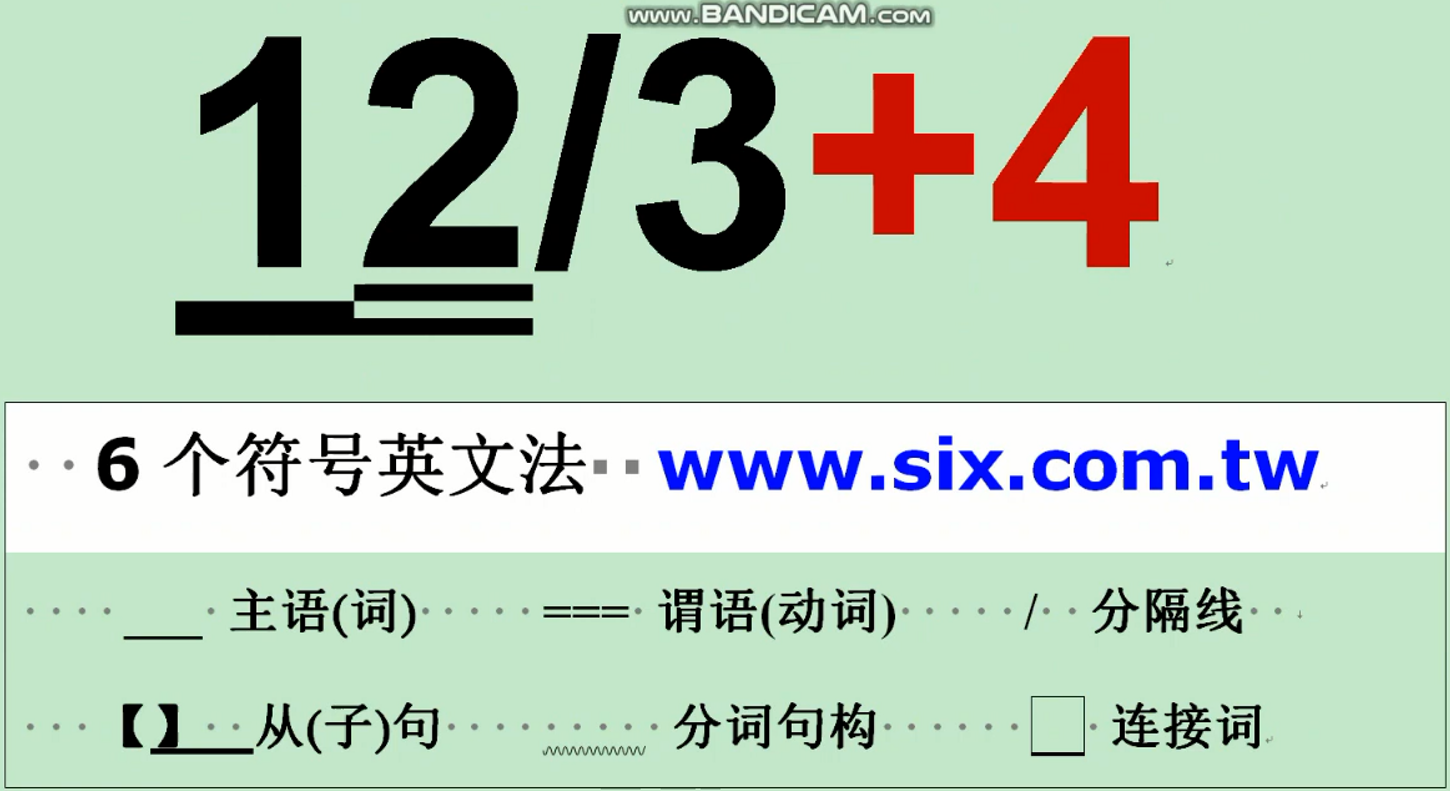 www.BANDICAM.com
12/3+4
6 个符号英文法 www.six.com.tw
___ 主语(词) === 谓语(动词) / 分隔线
【 】 从(子)句 分词句构 连接词